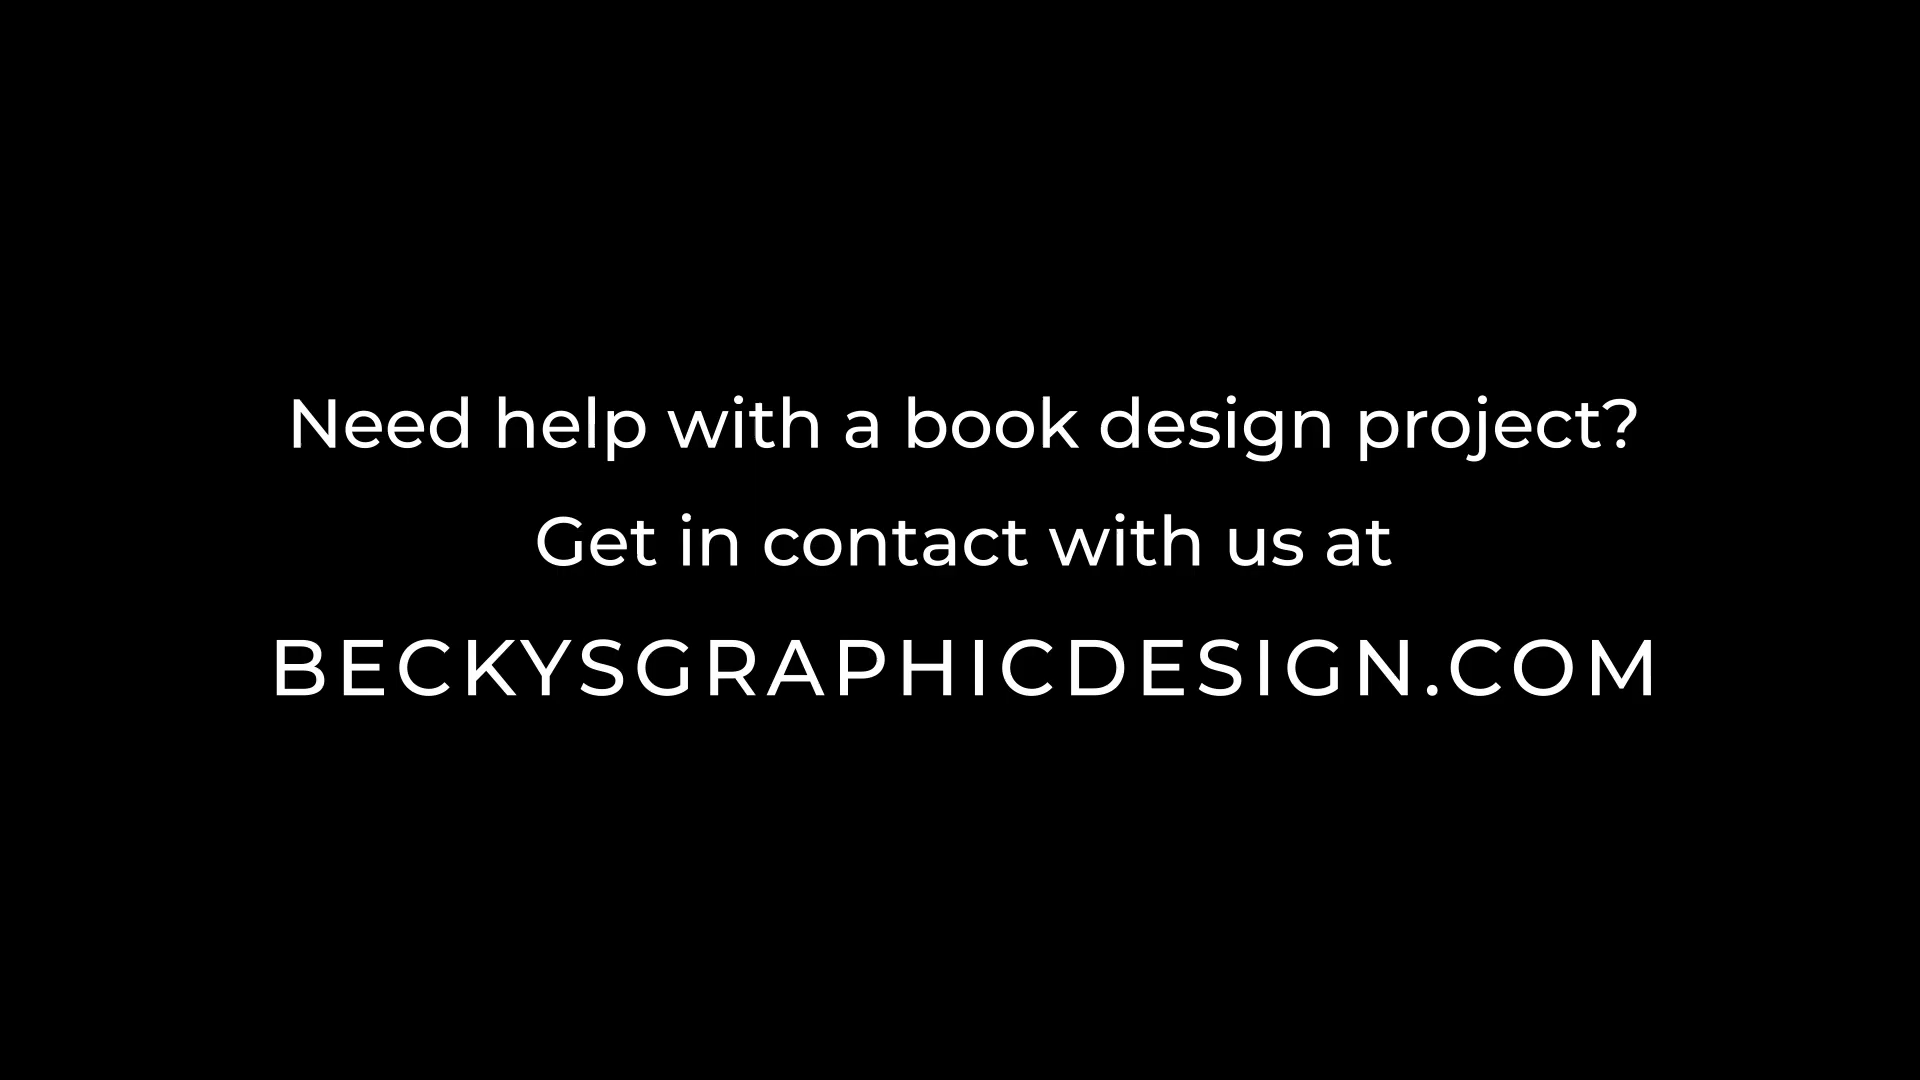 Need help with a book design project?
Get in contact with us at
BECKYSGRAPHICDESIGN.COM